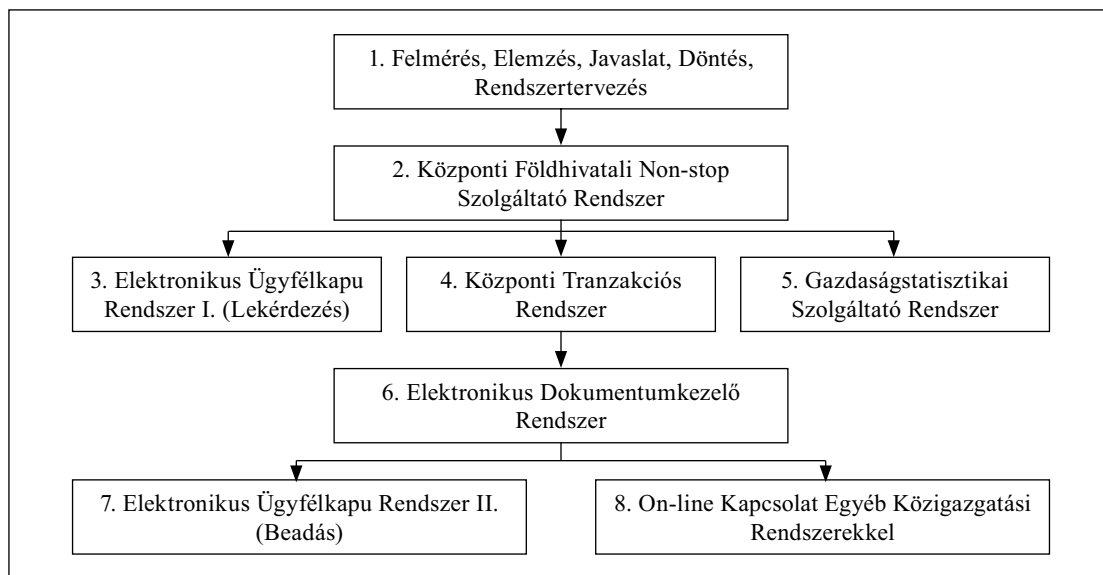 1. Felmérés, Elemzés, Javaslat, Döntés,
Rendszertervezés
2. Központi Földhivatali Non-stop
Szolgáltató Rendszer
3. Elektronikus Ügyfélkapu
Rendszer I. (Lekérdezés)
4. Központi Tranzakciós
Rendszer
5. Gazdaságstatisztikai
Szolgáltató Rendszer
6. Elektronikus Dokumentumkezelő
Rendszer
7. Elektronikus Ügyfélkapu Rendszer II.
(Beadás)
8. On-line Kapcsolat Egyéb Közigazgatási
Rendszerekkel